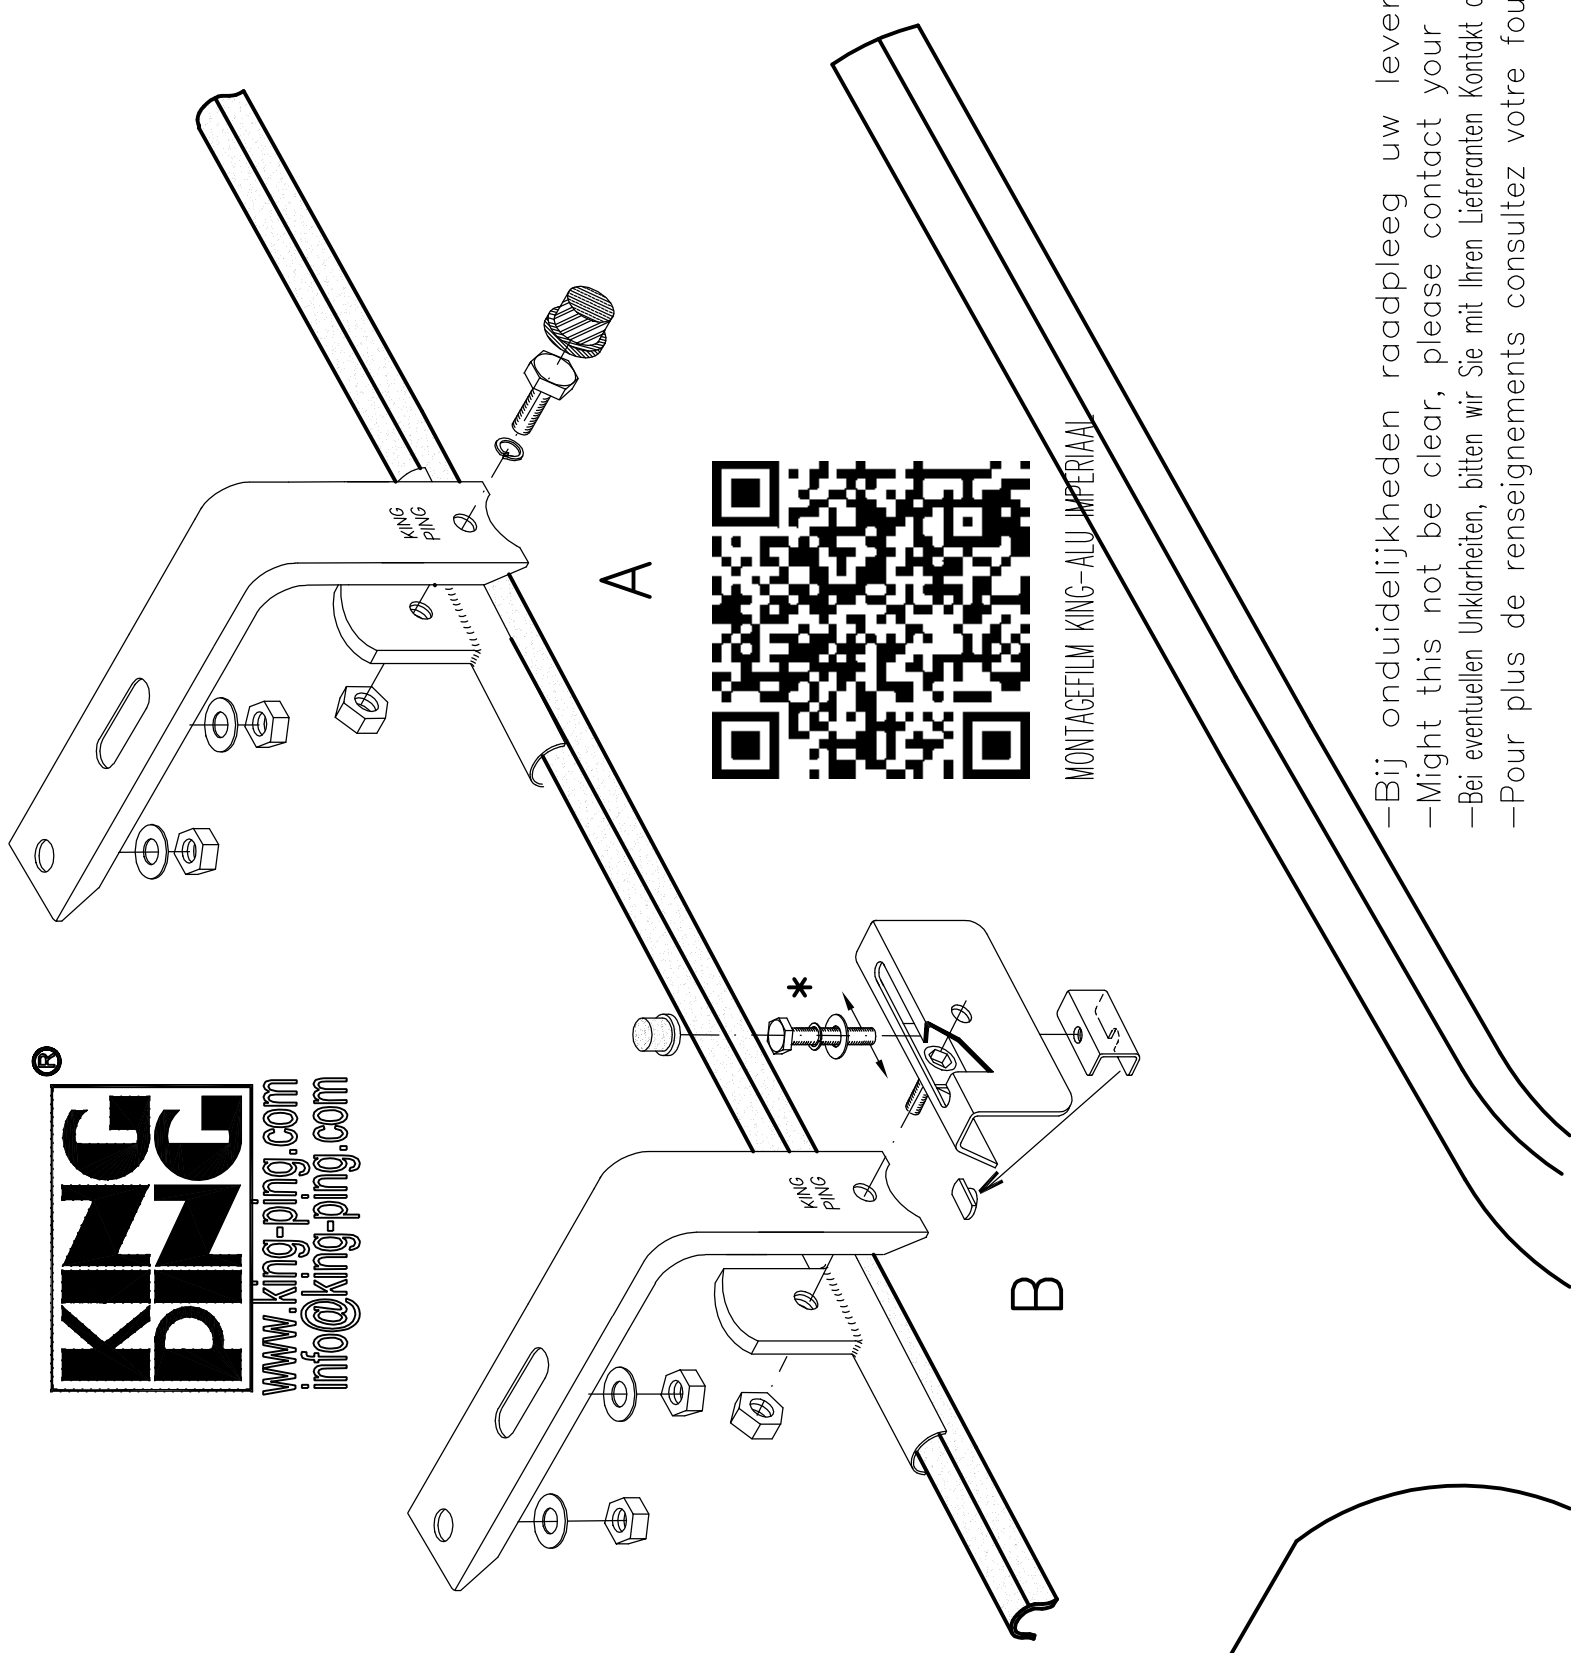 KING
PING
®
www.king-ping.com
info@king-ping.com
KING
PING
A
MONTAGEFILM KING-ALU IMPERIAAL
*
KING
PING
B
-Bij onduidelijkheden raadpleeg uw lever
-Might this not be clear, please contact your
-Bei eventuellen Unklarheiten, bitten wir Sie mit Ihren Lieferanten Kontakt
-Pour plus de renseignements consultez votre fou